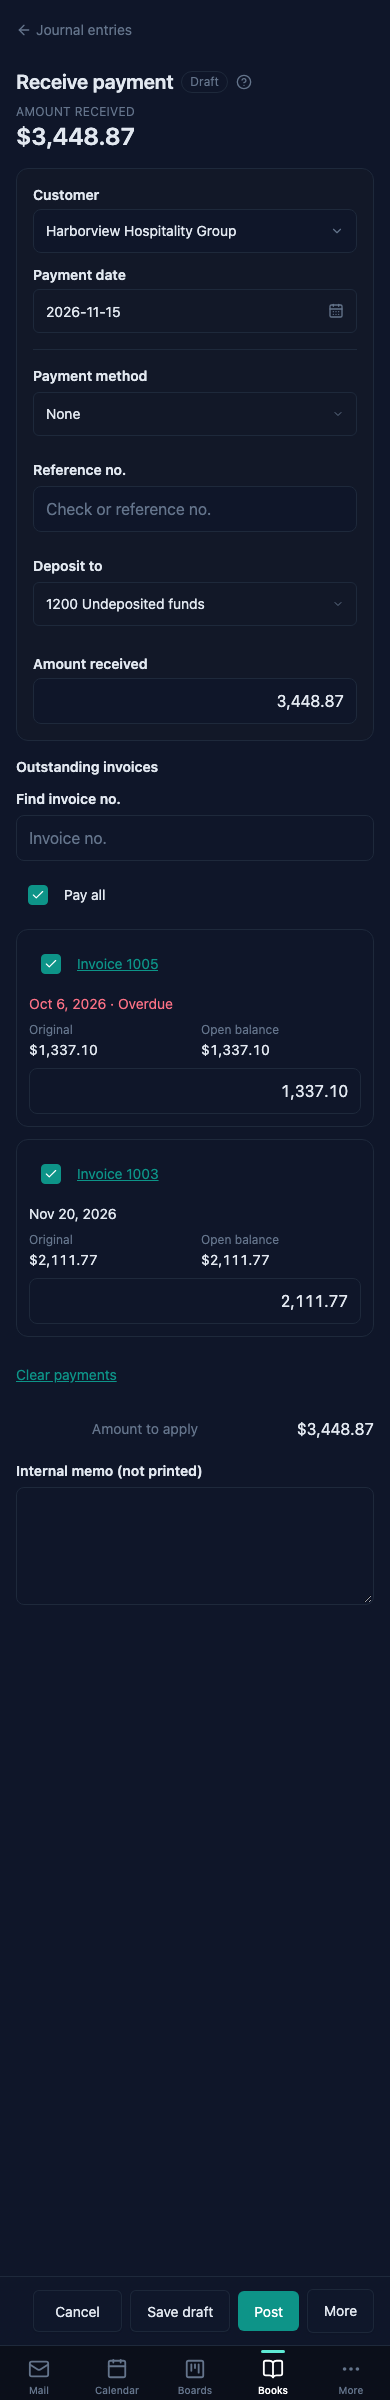 Journal entries
Receive payment Draft
AMOUNT RECEIVED
$3,448.87
Customer
Harborview Hospitality Group
Payment date
2026-11-15
Payment method
None
Reference no.
Check or reference no.
Deposit to
1200 Undeposited funds
Amount received
3,448.87
Outstanding invoices
Find invoice no.
Invoice no.
Pay all
Invoice 1005
Oct 6, 2026 · Overdue
Original Open balance
$1,337.10 $1,337.10
1,337.10
Invoice 1003
Nov 20, 2026
Original Open balance
$2,111.77 $2,111.77
2,111.77
Clear payments
Amount to apply $3,448.87
Internal memo (not printed)
Cancel Save draft Post More
Mail Calendar Boards Books More